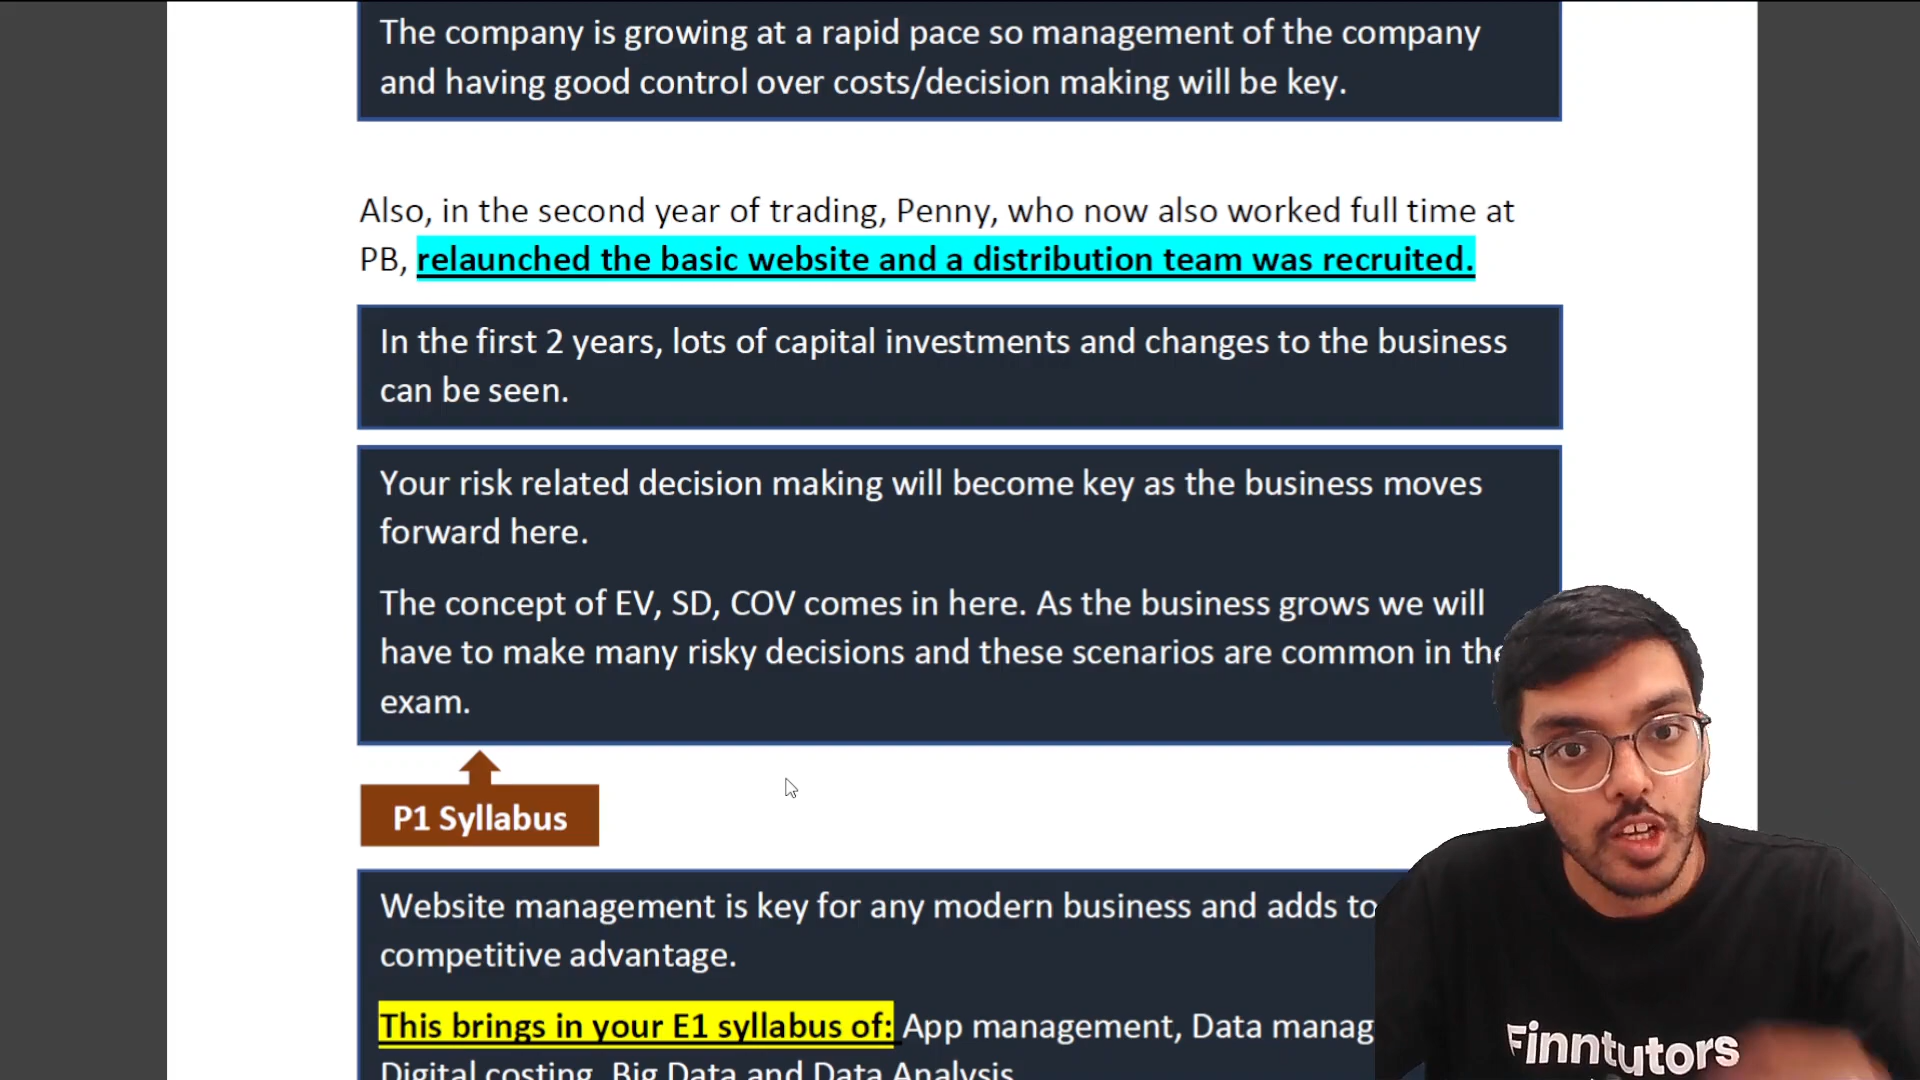 The company is growing at a rapid pace so management of the company
and having good control over costs/decision making will be key.
Also, in the second year of trading, Penny, who now also worked full time at
PB, relaunched the basic website and a distribution team was recruited.
In the first 2 years, lots of capital investments and changes to the business
can be seen.
Your risk related decision making will become key as the business moves
forward here.
The concept of EV, SD, COV comes in here. As the business grows we will
have to make many risky decisions and these scenarios are common in the
exam.
P1 Syllabus
Website management is key for any modern business and adds to
competitive advantage.
This brings in your E1 syllabus of: App management, Data manag
Digital costing, Big Data and Data Analysis
Finntutors